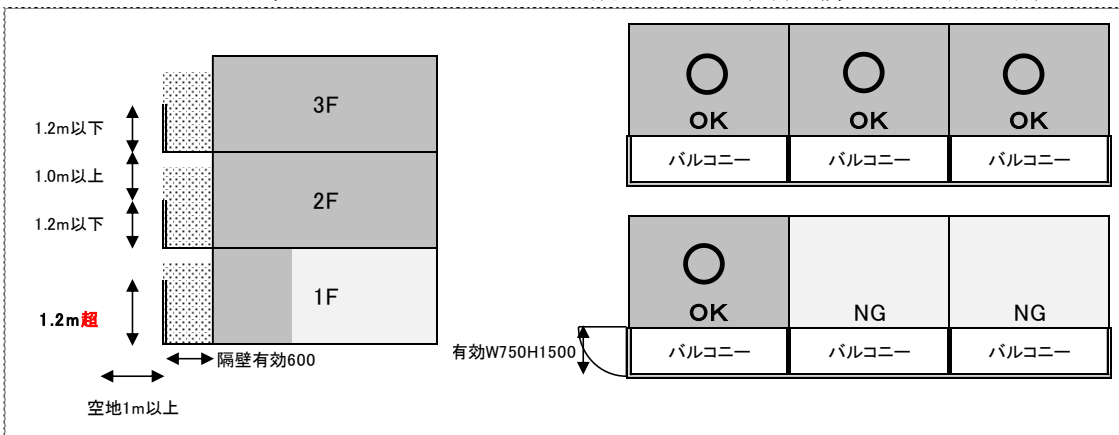 3F
1.2m以下
1.0m以上
2F
1.2m以下
1F
1.2m超
隔壁有効600
空地1m以上
OK
OK
OK
バルコニー
バルコニー
バルコニー
OK
NG
NG
有効W750H1500
バルコニー
バルコニー
バルコニー